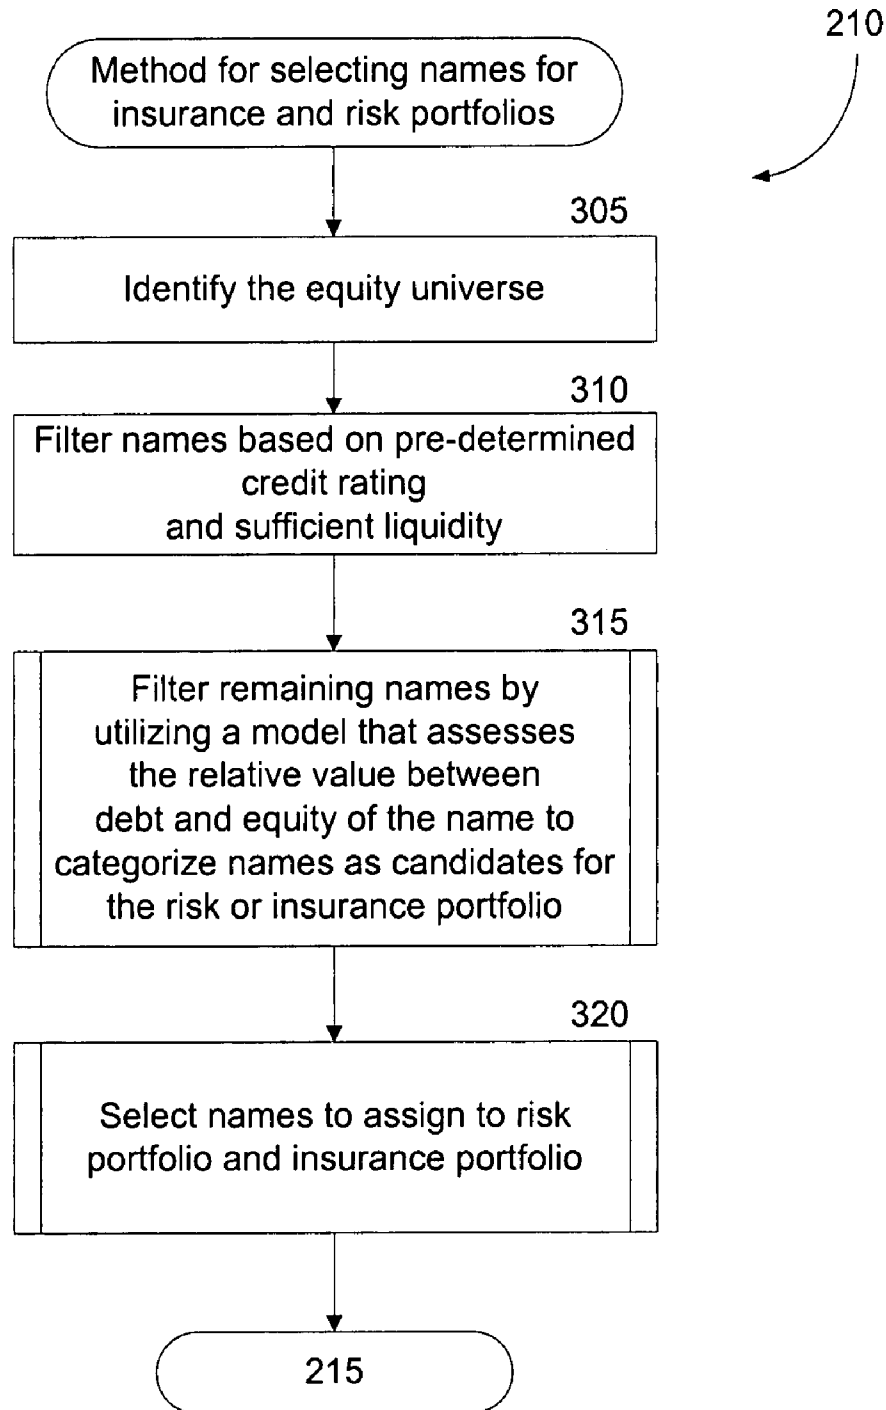 210
Method for selecting names for
insurance and risk portfolios
305
Identify the equity universe
310
Filter names based on pre-determined
credit rating
and sufficient liquidity
315
Filter remaining names by
utilizing a model that assesses
the relative value between
debt and equity of the name to
categorize names as candidates for
the risk or insurance portfolio
320
Select names to assign to risk
portfolio and insurance portfolio
215